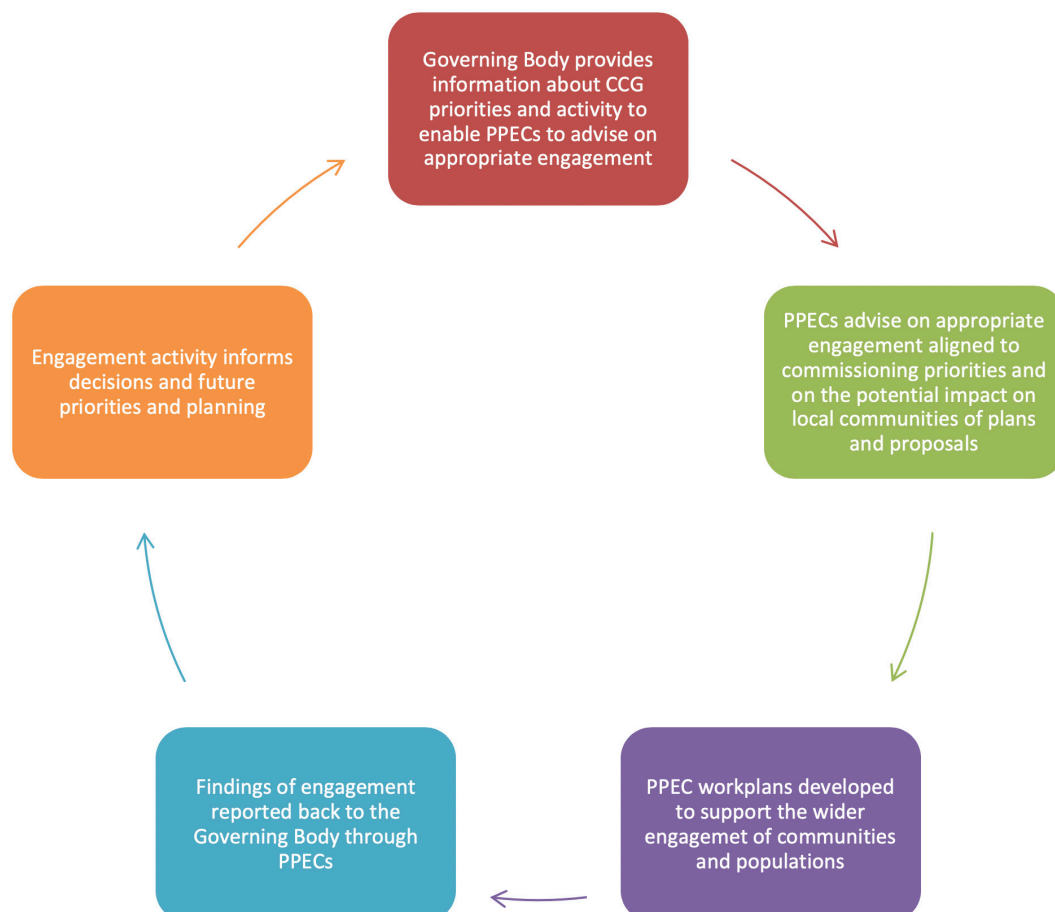 Governing Body provides
information about CCG
priorities and activity to
enable PPECs to advise on
appropriate engagement
PPECs advise on appropriate
engagement aligned to
commissioning priorities and
on the potential impact on
local communities of plans
and proposals
PPEC workplans developed
to support the wider
engagemet of communities
and populations
Findings of engagement
reported back to the
Governing Body through
PPECs
Engagement activity informs
decisions and future
priorities and planning